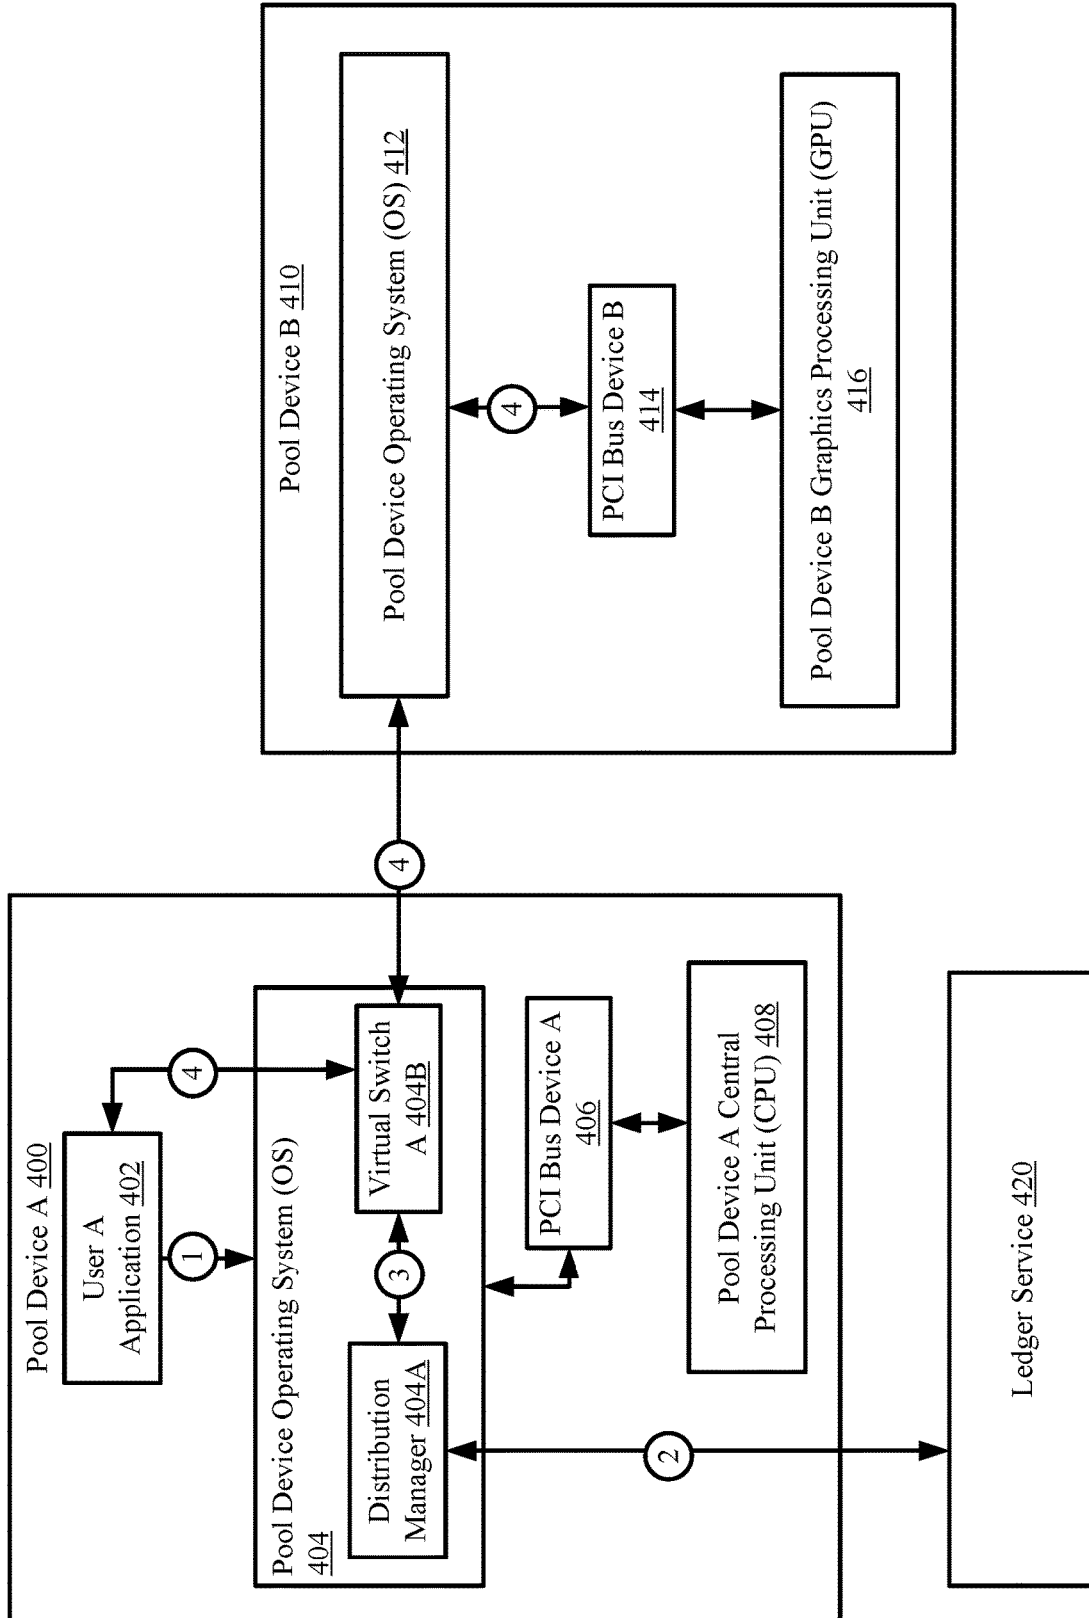 Pool Device A 400
User A
Application 402
1
4
Pool Device Operating System (OS)
404
Distribution
Manager 404A
3
Virtual Switch
A 404B
4
2
PCI Bus Device A
406
Pool Device A Central
Processing Unit (CPU) 408
Ledger Service 420
Pool Device B 410
Pool Device Operating System (OS) 412
4
PCI Bus Device B
414
Pool Device B Graphics Processing Unit (GPU)
416